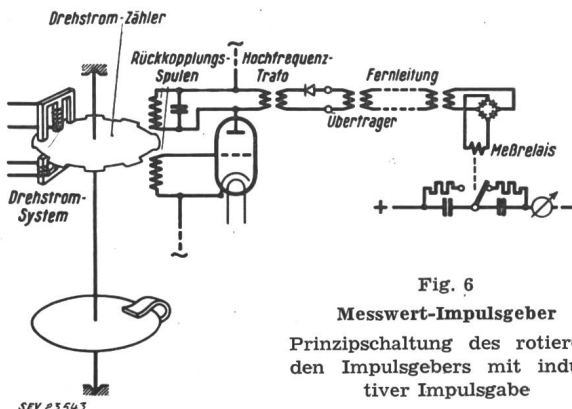 Drehstrom-Zähler
Rückkopplungs-
Spulen
Hochfrequenz-
Trafo
Fernleitung
Übertrager
Meßrelais
Drehstrom-
System
+
-
Fig. 6
Messwert-Impulsgeber
Prinzipschaltung des rotier
den Impulsgebers mit indu
tiver Impulsgabe
SEV 23543